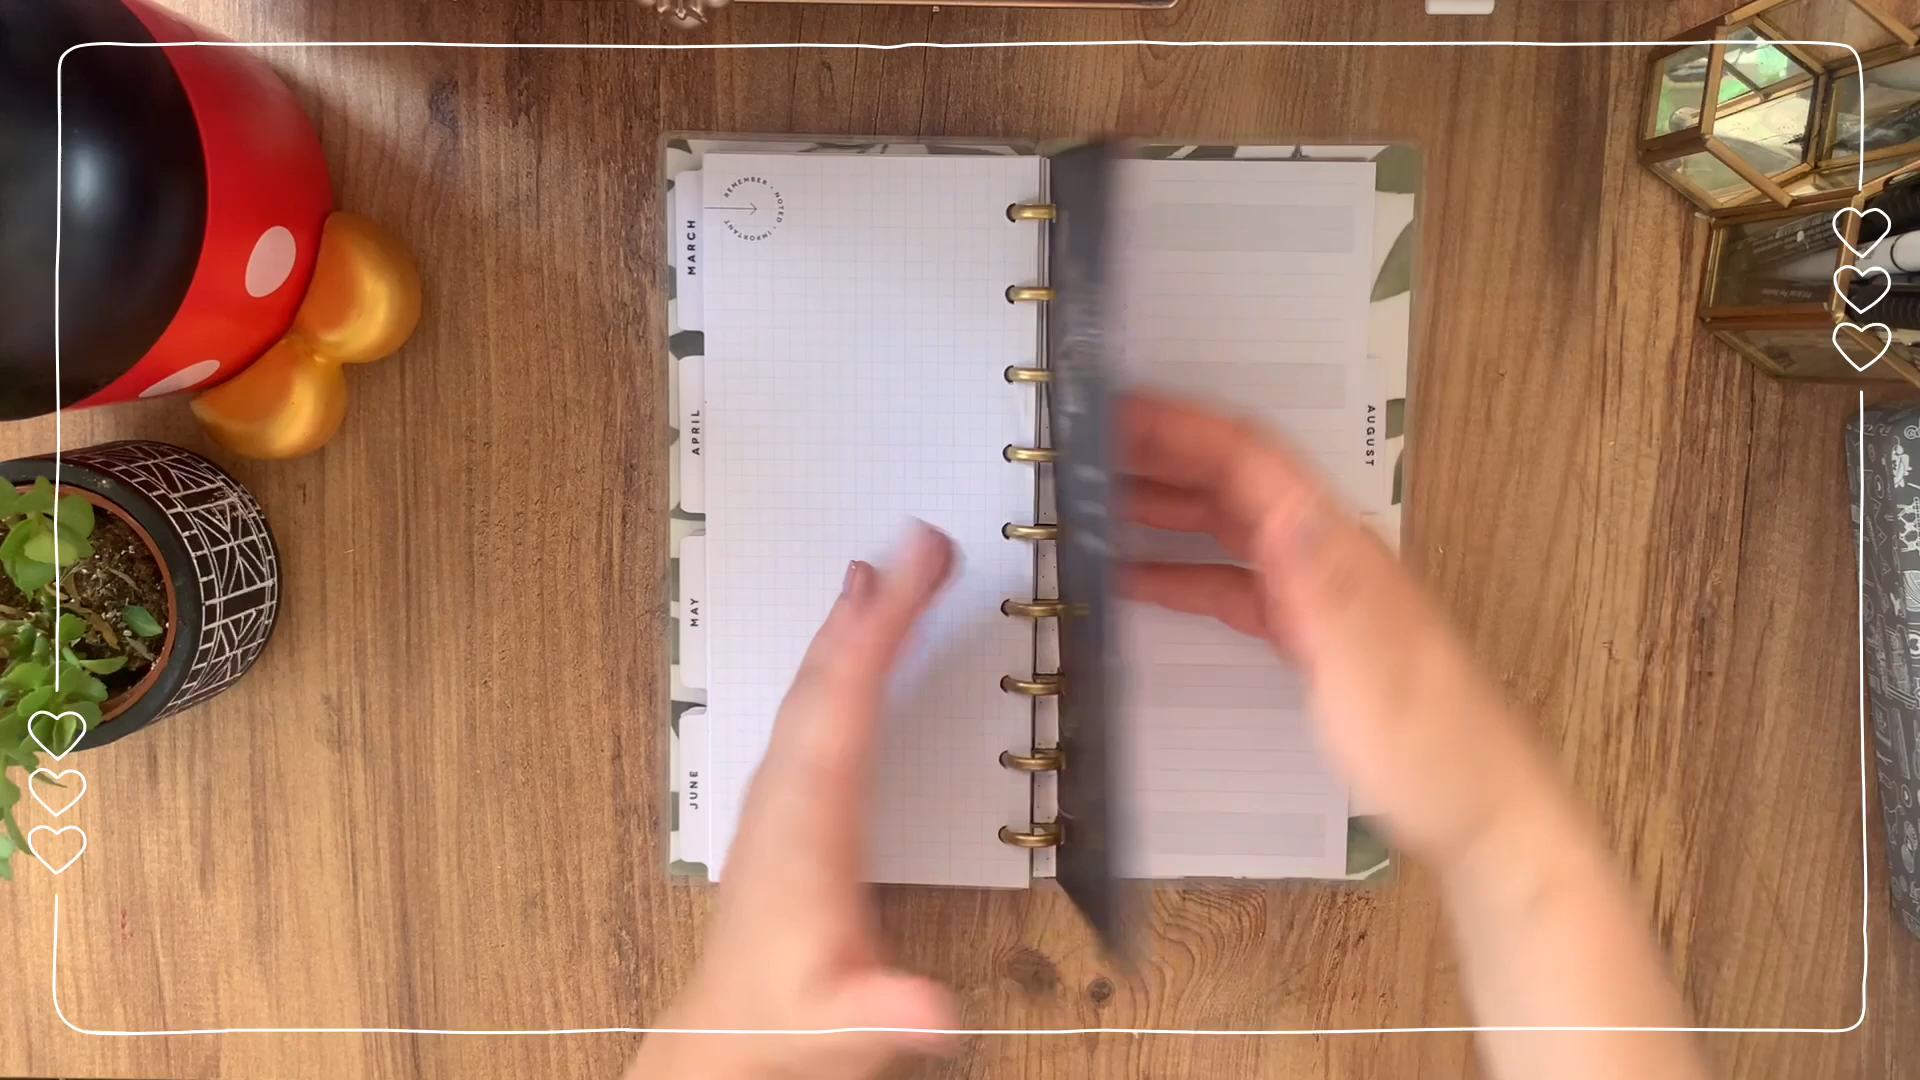 REMEMBER • NOTED • IMPORTANT
MARCH
APRIL
MAY
JUNE
AUGUST